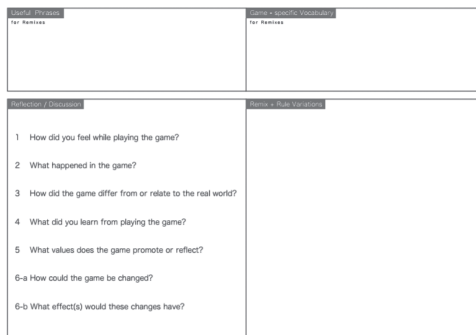 Useful Phrases
for Remixes
Game + specific Vocabulary
for Remixes
Reflection / Discussion
1 How did you feel while playing the game?
2 What happened in the game?
3 How did the game differ from or relate to the real world?
4 What did you learn from playing the game?
5 What values does the game promote or reflect?
6-a How could the game be changed?
6-b What effect(s) would these changes have?
Remix + Rule Variations